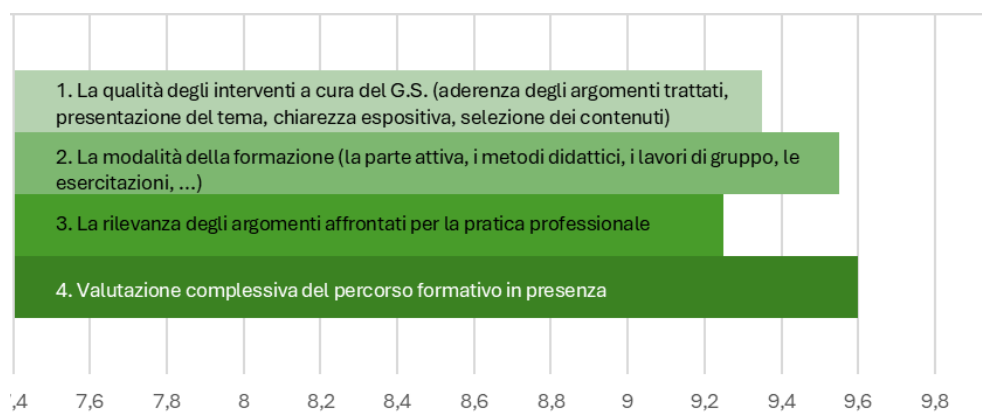 1. La qualità degli interventi a cura del G.S. (aderenza degli argomenti trattati,
presentazione del tema, chiarezza espositiva, selezione dei contenuti)
2. La modalità della formazione (la parte attiva, i metodi didattici, i lavori di gruppo, le
esercitazioni, ...)
3. La rilevanza degli argomenti affrontati per la pratica professionale
4. Valutazione complessiva del percorso formativo in presenza
,4 7,6 7,8 8 8,2 8,4 8,6 8,8 9 9,2 9,4 9,6 9,8